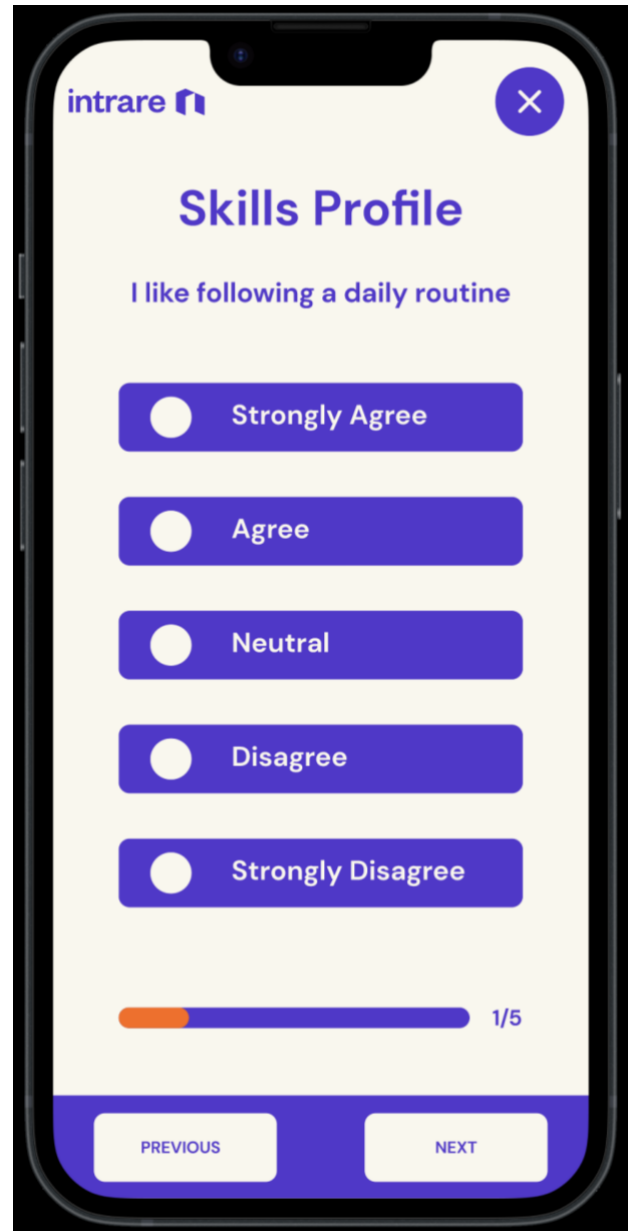 intrare
Skills Profile
I like following a daily routine
Strongly Agree
Agree
Neutral
Disagree
Strongly Disagree
1/5
PREVIOUS
NEXT